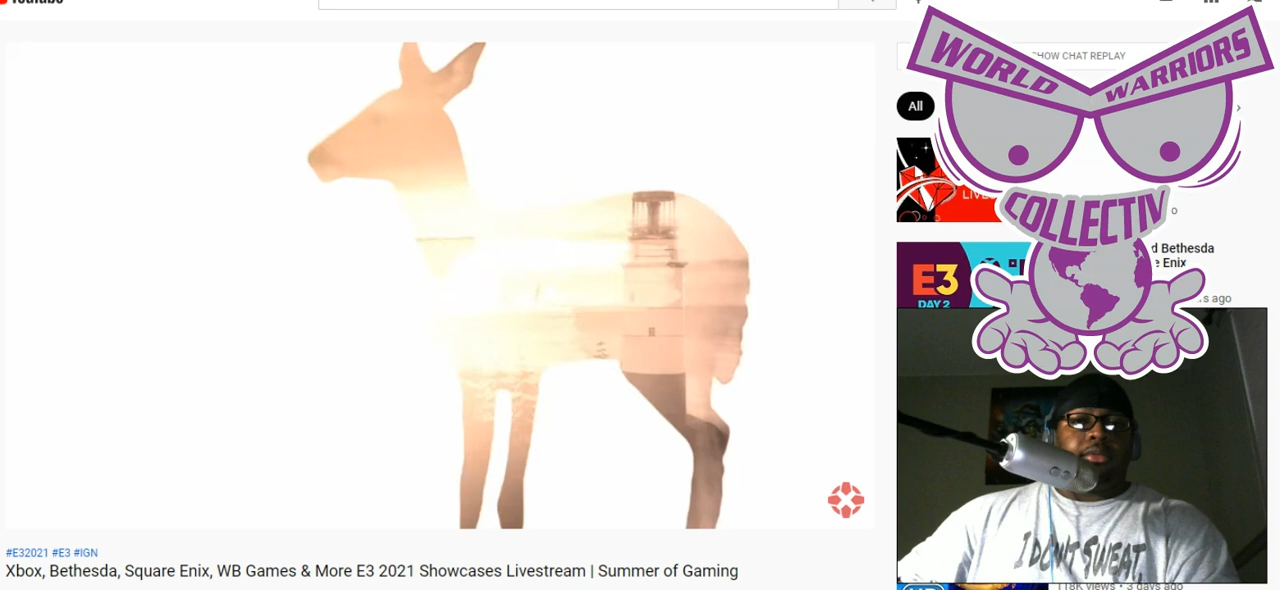 SHOW CHAT REPLAY
WORLD WARRIORS
COLLECTIV
All
LIVE
d Bethesda
e Enix
E3
DAY 2
s ago
I DON'T SWEAT
118K views • 3 days ago
#E32021 #E3 #IGN
Xbox, Bethesda, Square Enix, WB Games & More E3 2021 Showcases Livestream | Summer of Gaming